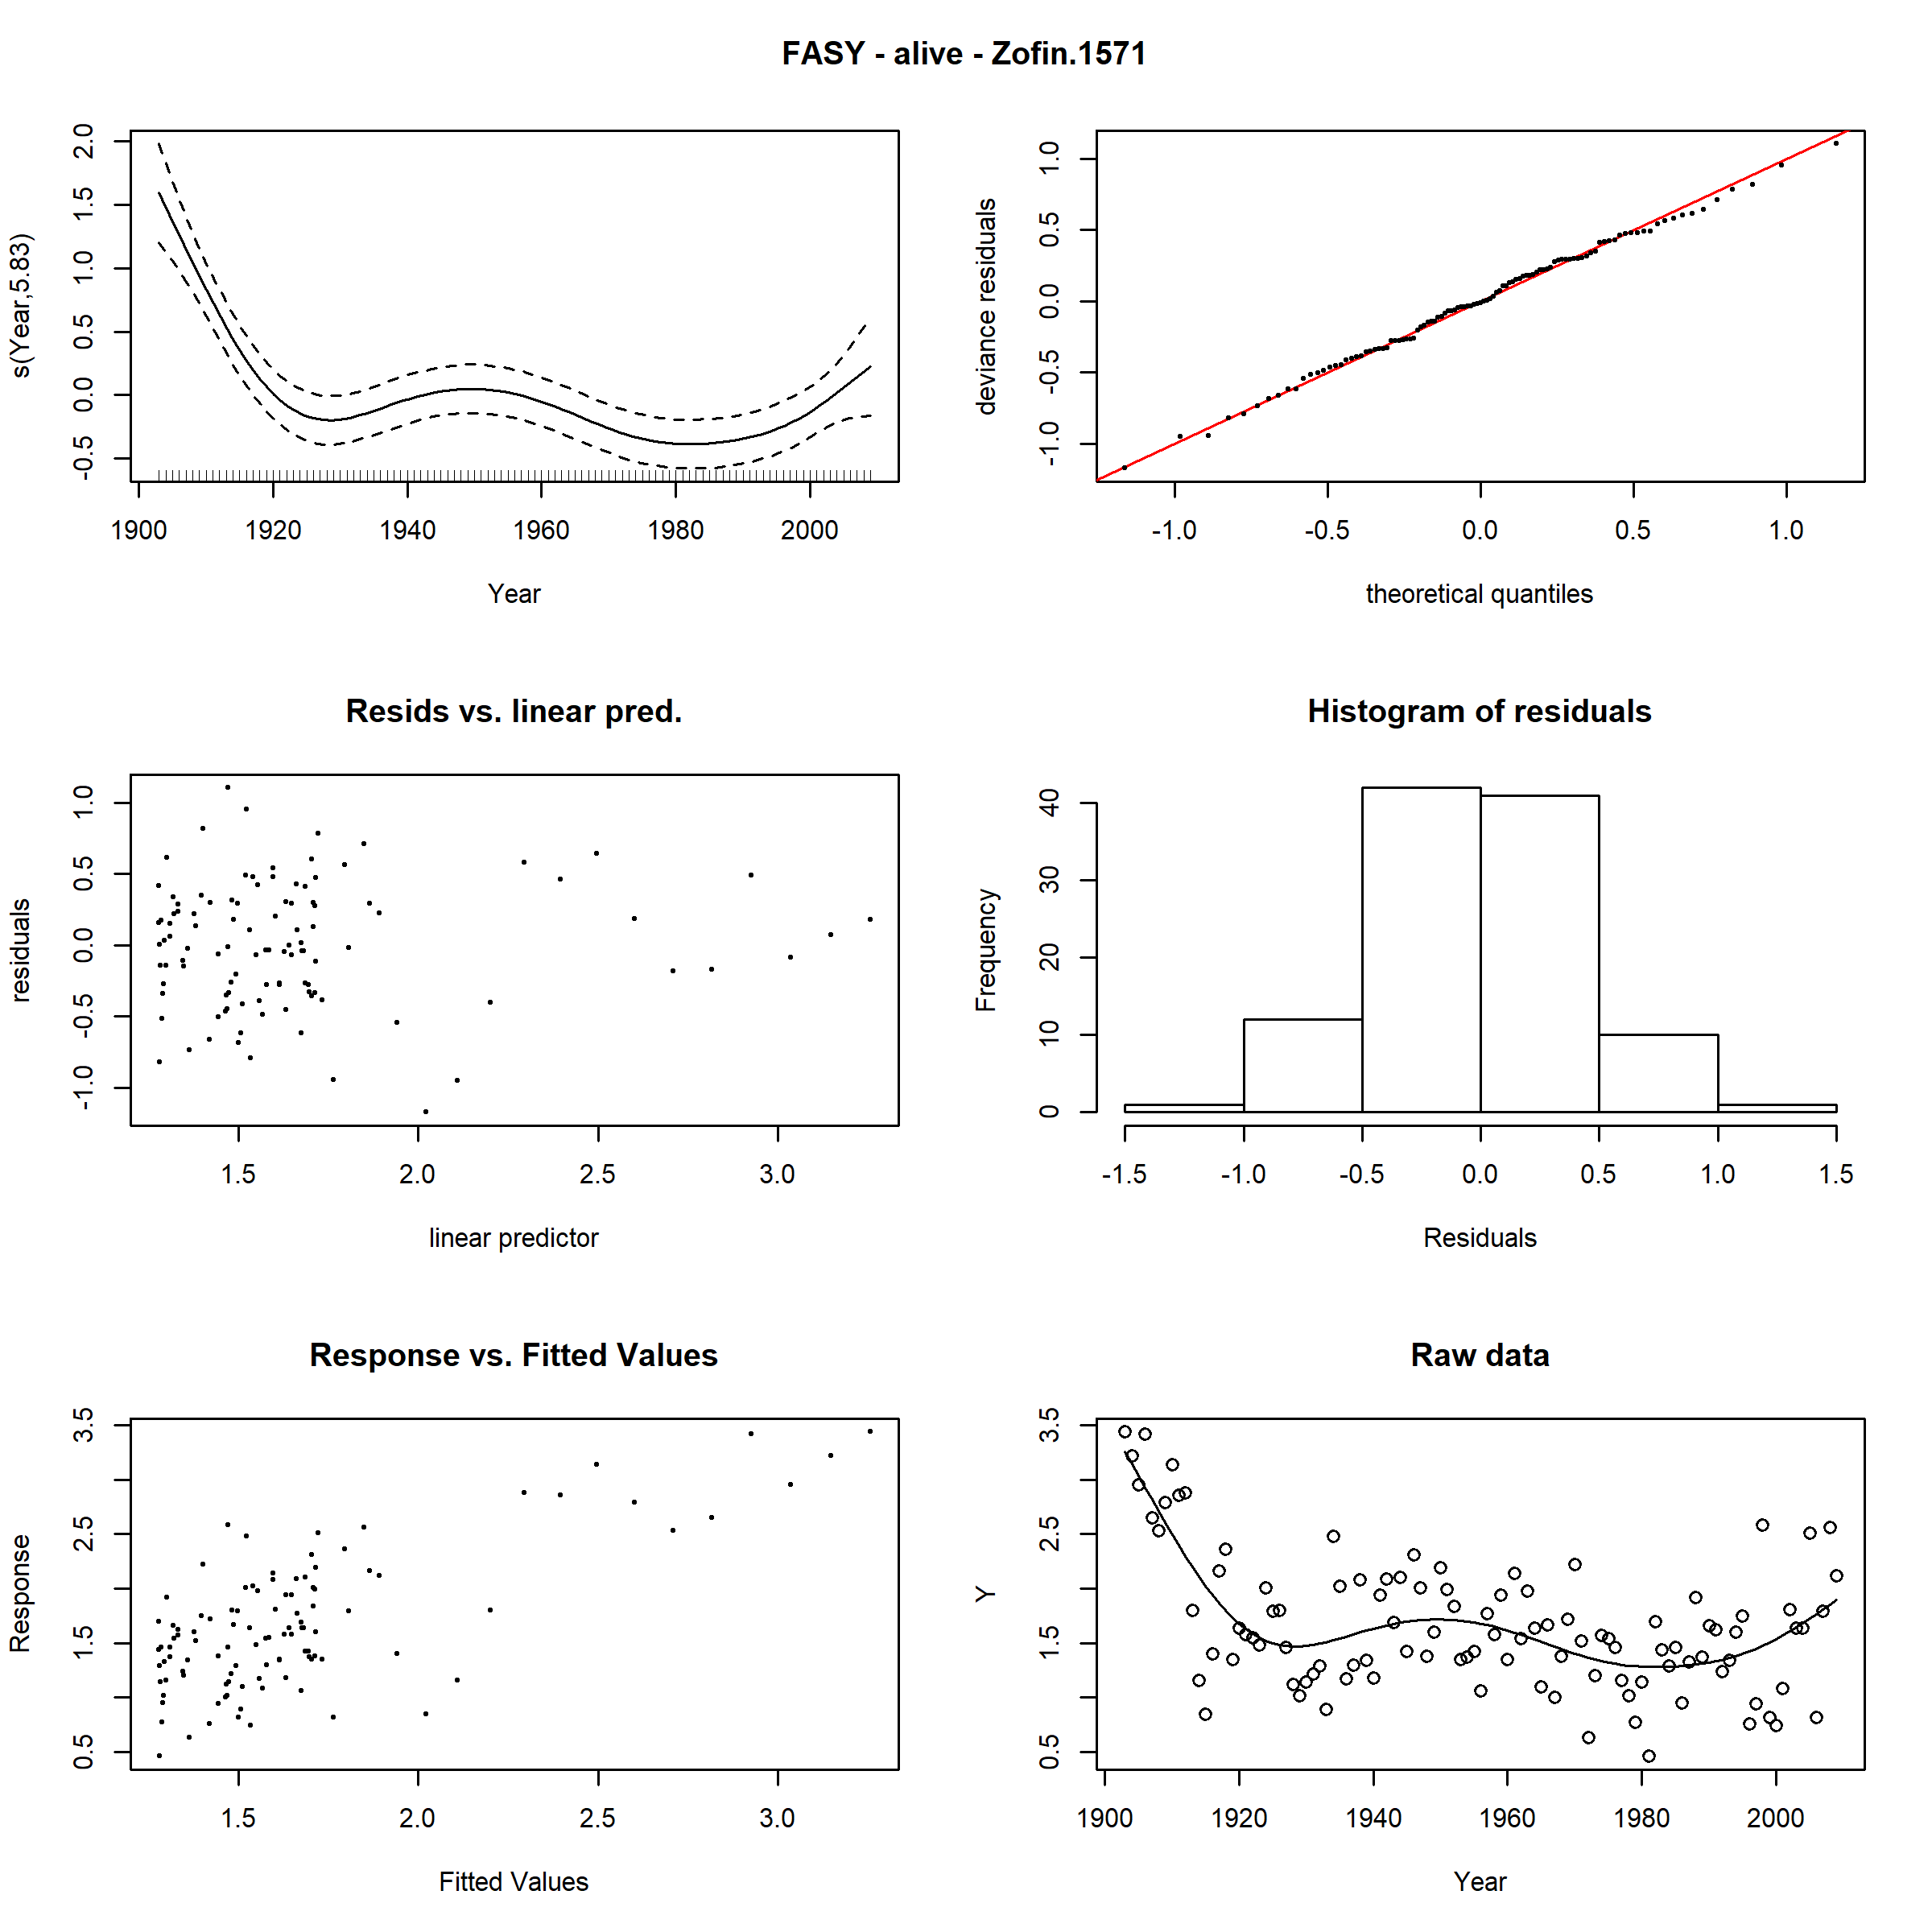 FASY - alive - Zofin.1571
s(Year,5.83)
-0.5 0.0 0.5 1.0 1.5 2.0
1900 1920 1940 1960 1980 2000
Year
deviance residuals
-1.0 -0.5 0.0 0.5 1.0
-1.0 -0.5 0.0 0.5 1.0
theoretical quantiles
Resids vs. linear pred.
residuals
-1.0 -0.5 0.0 0.5 1.0
1.5 2.0 2.5 3.0
linear predictor
Histogram of residuals
Frequency
0 10 20 30 40
-1.5 -1.0 -0.5 0.0 0.5 1.0 1.5
Residuals
Response vs. Fitted Values
Response
0.5 1.5 2.5 3.5
1.5 2.0 2.5 3.0
Fitted Values
Raw data
Y
0.5 1.5 2.5 3.5
1900 1920 1940 1960 1980 2000
Year